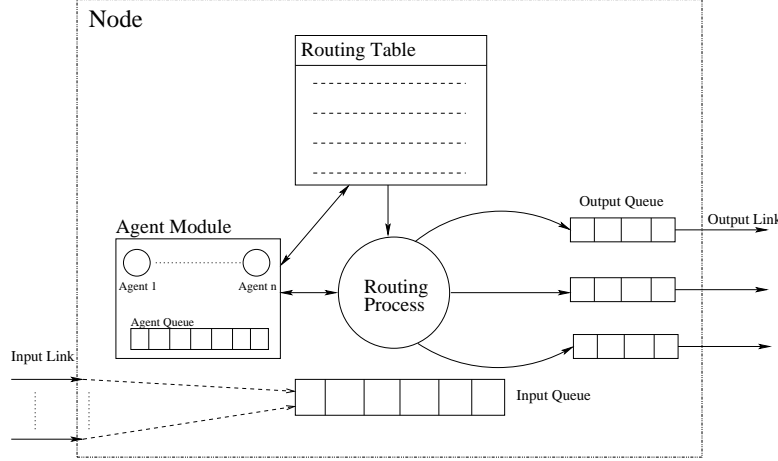 Node
Routing Table
Output Queue
Output Link
Agent Module
Agent 1
Agent n
Routing
Process
Agent Queue
Input Link
Input Queue